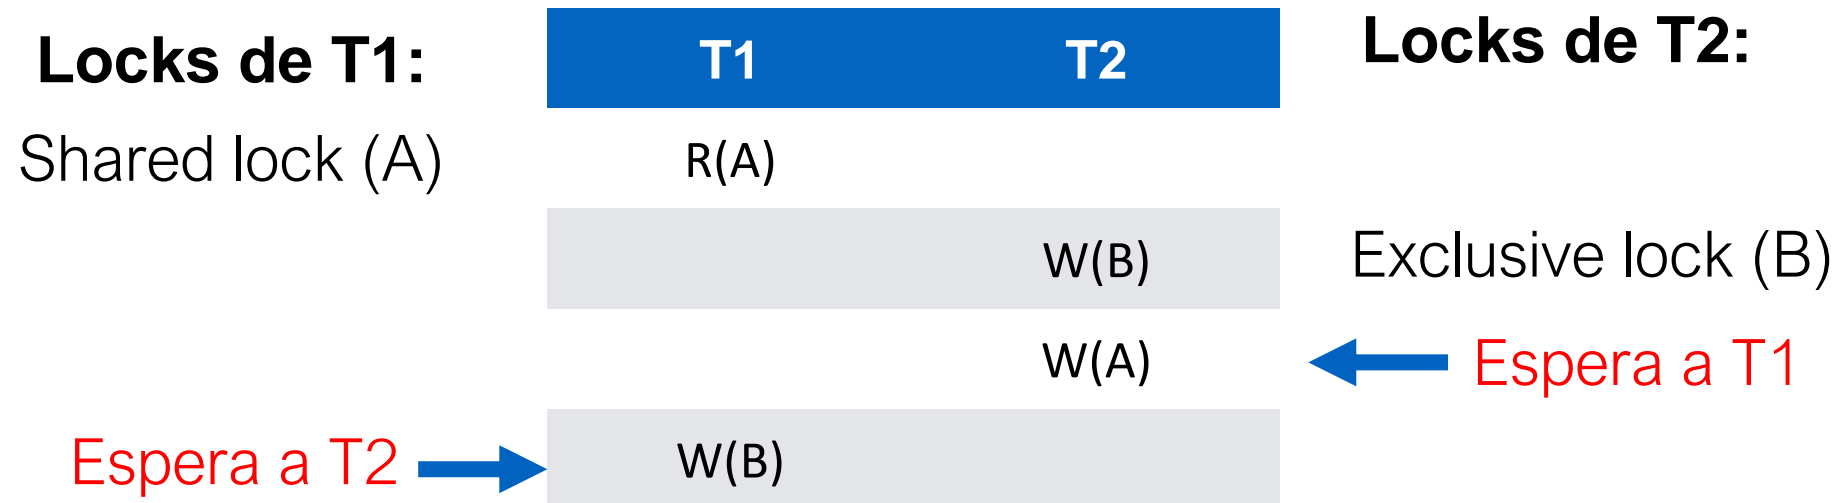 Locks de T1:
T1
T2
Locks de T2:
Shared lock (A)
R(A)
W(B)
Exclusive lock (B)
W(A)
Espera a T1
Espera a T2
W(B)